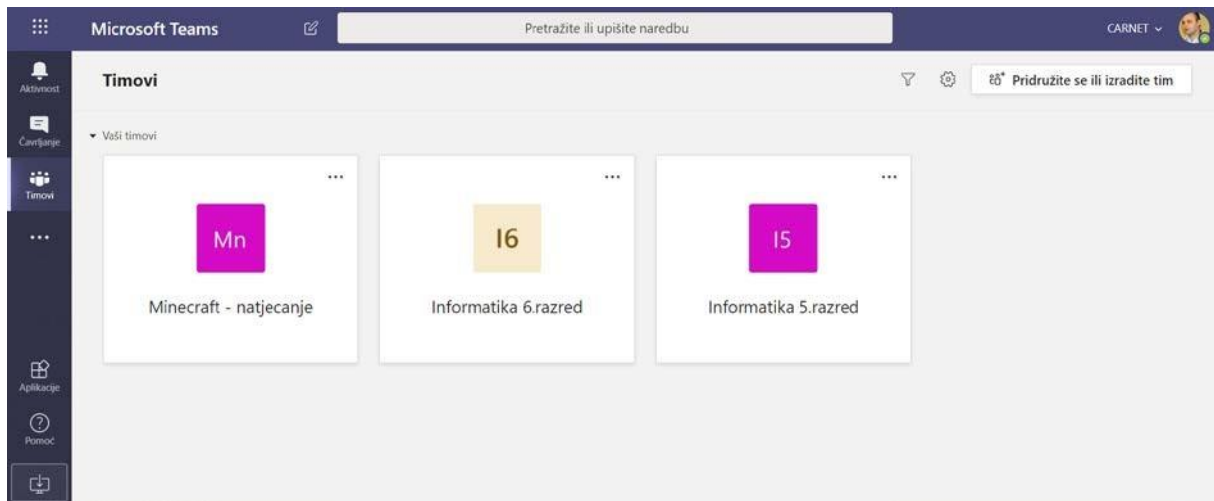 Microsoft Teams
Pretražite ili upišite naredbu
CARNET
Aktivnost
Čavrljanje
Timovi
Aplikacije
Pomoć
Timovi
Pridružite se ili izradite tim
Vaši timovi
Mn
Minecraft - natjecanje
I6
Informatika 6.razred
I5
Informatika 5.razred